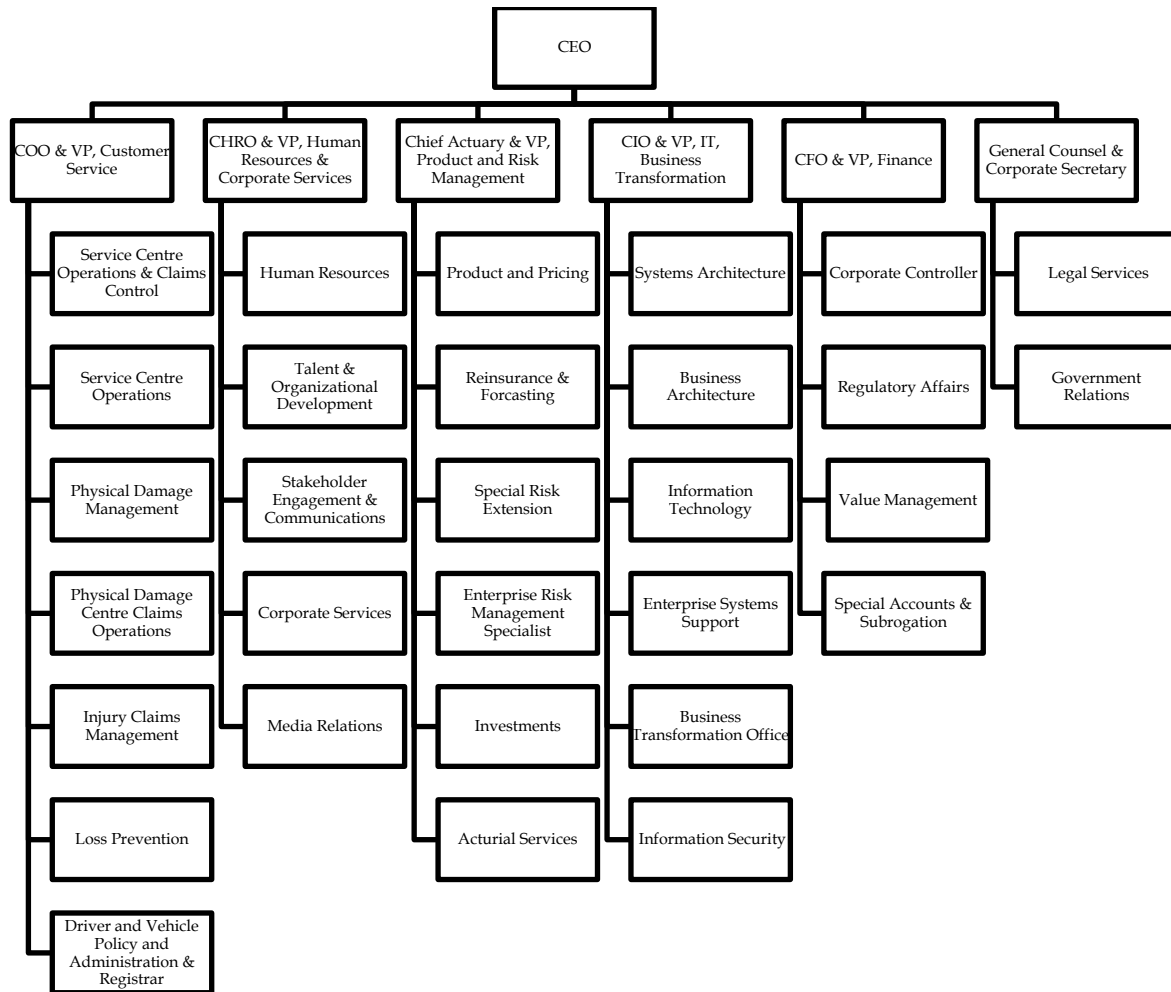 CEO
COO & VP, Customer
Service
CHRO & VP, Human
Resources &
Corporate Services
Chief Actuary & VP,
Product and Risk
Management
CIO & VP, IT,
Business
Transformation
CFO & VP, Finance
General Counsel &
Corporate Secretary
Service Centre
Operations & Claims
Control
Service Centre
Operations
Physical Damage
Management
Physical Damage
Centre Claims
Operations
Injury Claims
Management
Loss Prevention
Driver and Vehicle
Policy and
Administration &
Registrar
Human Resources
Talent &
Organizational
Development
Stakeholder
Engagement &
Communications
Corporate Services
Media Relations
Product and Pricing
Reinsurance &
Forcasting
Special Risk
Extension
Enterprise Risk
Management
Specialist
Investments
Acturial Services
Systems Architecture
Business
Architecture
Information
Technology
Enterprise Systems
Support
Business
Transformation Office
Information Security
Corporate Controller
Regulatory Affairs
Value Management
Special Accounts &
Subrogation
Legal Services
Government
Relations